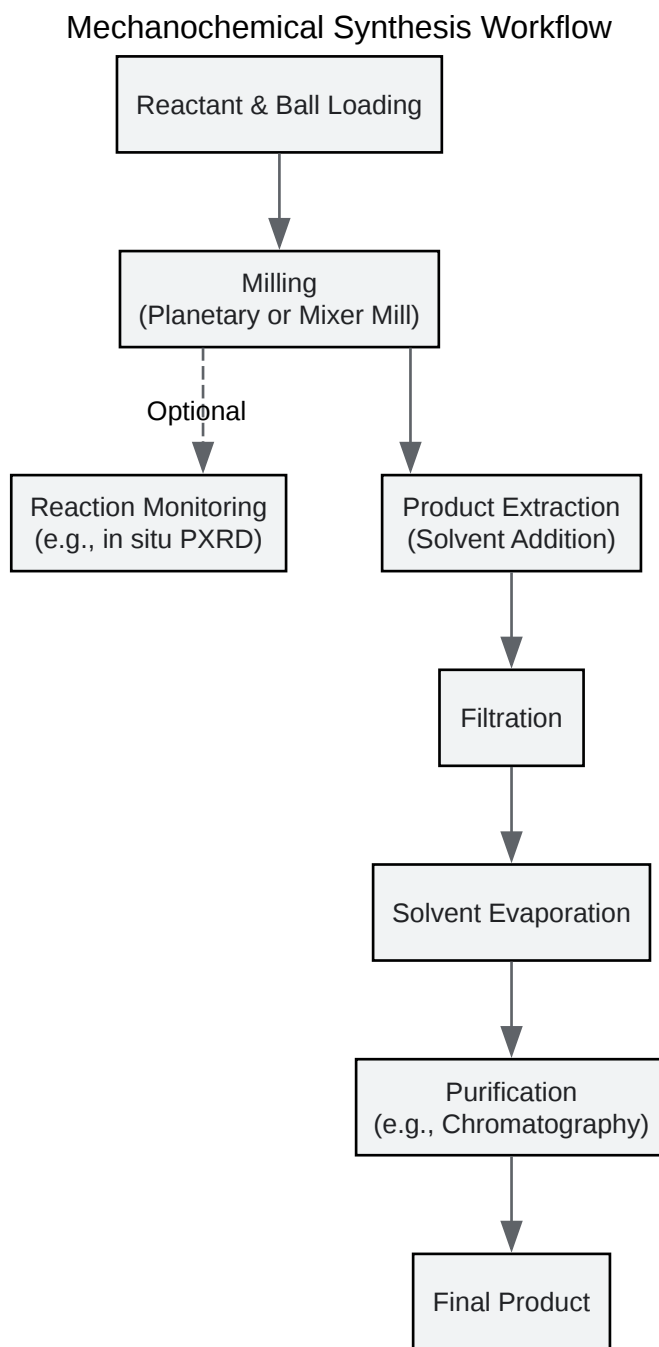 Mechanochemical Synthesis Workflow
Reactant & Ball Loading
Milling
(Planetary or Mixer Mill)
Optional
Reaction Monitoring
(e.g., in situ PXRD)
Product Extraction
(Solvent Addition)
Filtration
Solvent Evaporation
Purification
(e.g., Chromatography)
Final Product